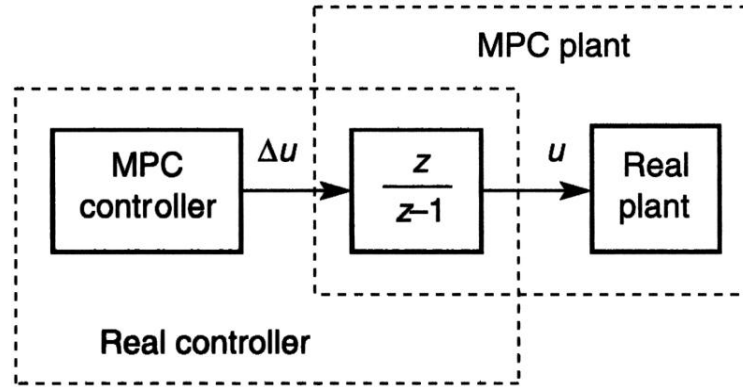 MPC plant
MPC
controller
Δu
z
z–1
u
Real
plant
Real controller